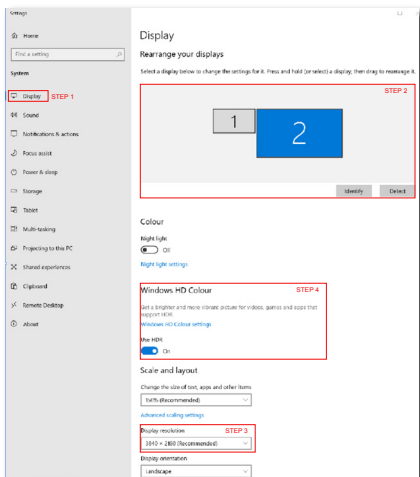 Settings
Home
Find a setting
System
Display STEP 1
Sound
Notifications & actions
Focus assist
Power & sleep
Storage
Tablet
Multi-tasking
Projecting to this PC
Shared experiences
Clipboard
Remote Desktop
About
Display
Rearrange your displays
Select a display below to change the settings for it. Press and hold (or select) a display, then drag to rearrange it.
STEP 2
1
2
Identify Detect
Colour
Night light
Off
Night light settings
Windows HD Colour STEP 4
Get a brighter and more vibrant picture for videos, games and apps that
support HDR.
Windows HD Colour settings
Use HDR
On
Scale and layout
Change the size of text, apps and other items
(Recommended)
Advanced scaling settings
Display resolution STEP 3
3840 × 2160 (Recommended)
Display orientation
Landscape